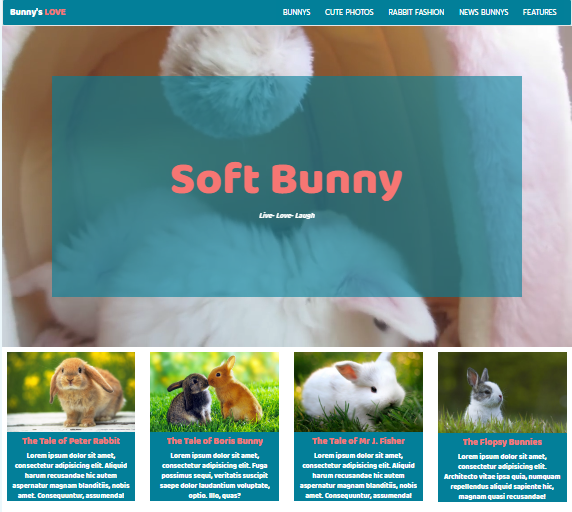 Bunny's LOVE
BUNNYS CUTE PHOTOS RABBIT FASHION NEWS BUNNYS FEATURES
Soft Bunny
Live- Love- Laugh
The Tale of Peter Rabbit
Lorem ipsum dolor sit amet,
consectetur adipisicing elit. Aliquid
harum recusandae hic autem
aspernatur magnam blanditiis, nobis
amet. Consequuntur, assumenda!
The Tale of Boris Bunny
Lorem ipsum dolor sit amet,
consectetur adipisicing elit. Fuga
possimus sequi, veritatis suscipit
saepe dolor laudantium voluptate,
optio. Illo, quas?
The Tale of Mr J. Fisher
Lorem ipsum dolor sit amet,
consectetur adipisicing elit. Aliquid
harum recusandae hic autem
aspernatur magnam blanditiis, nobis
amet. Consequuntur, assumenda!
The Flopsy Bunnies
Lorem ipsum dolor sit amet,
consectetur adipisicing elit.
Architecto vitae ipsa quia, numquam
repellendus aliquid sapiente hic,
magnam quasi recusandae!